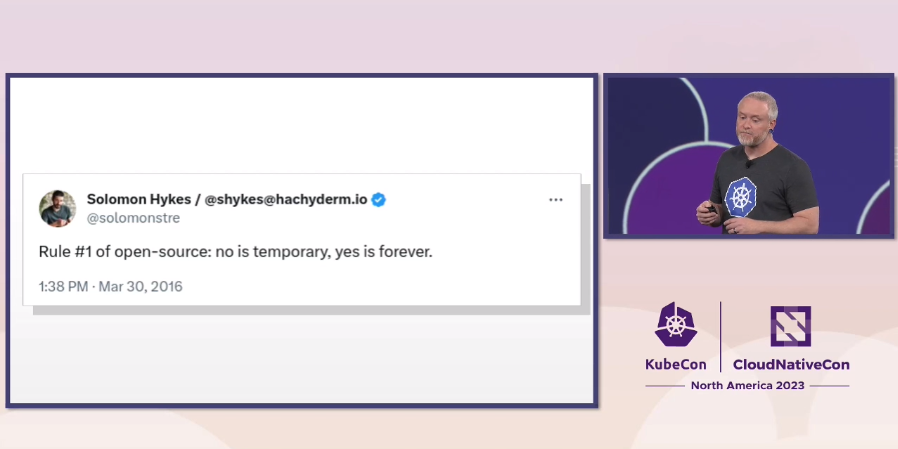 Solomon Hykes / @shykes@hachyderm.io
@solomonstre
Rule #1 of open-source: no is temporary, yes is forever.
1:38 PM · Mar 30, 2016
KubeCon
CloudNativeCon
North America 2023